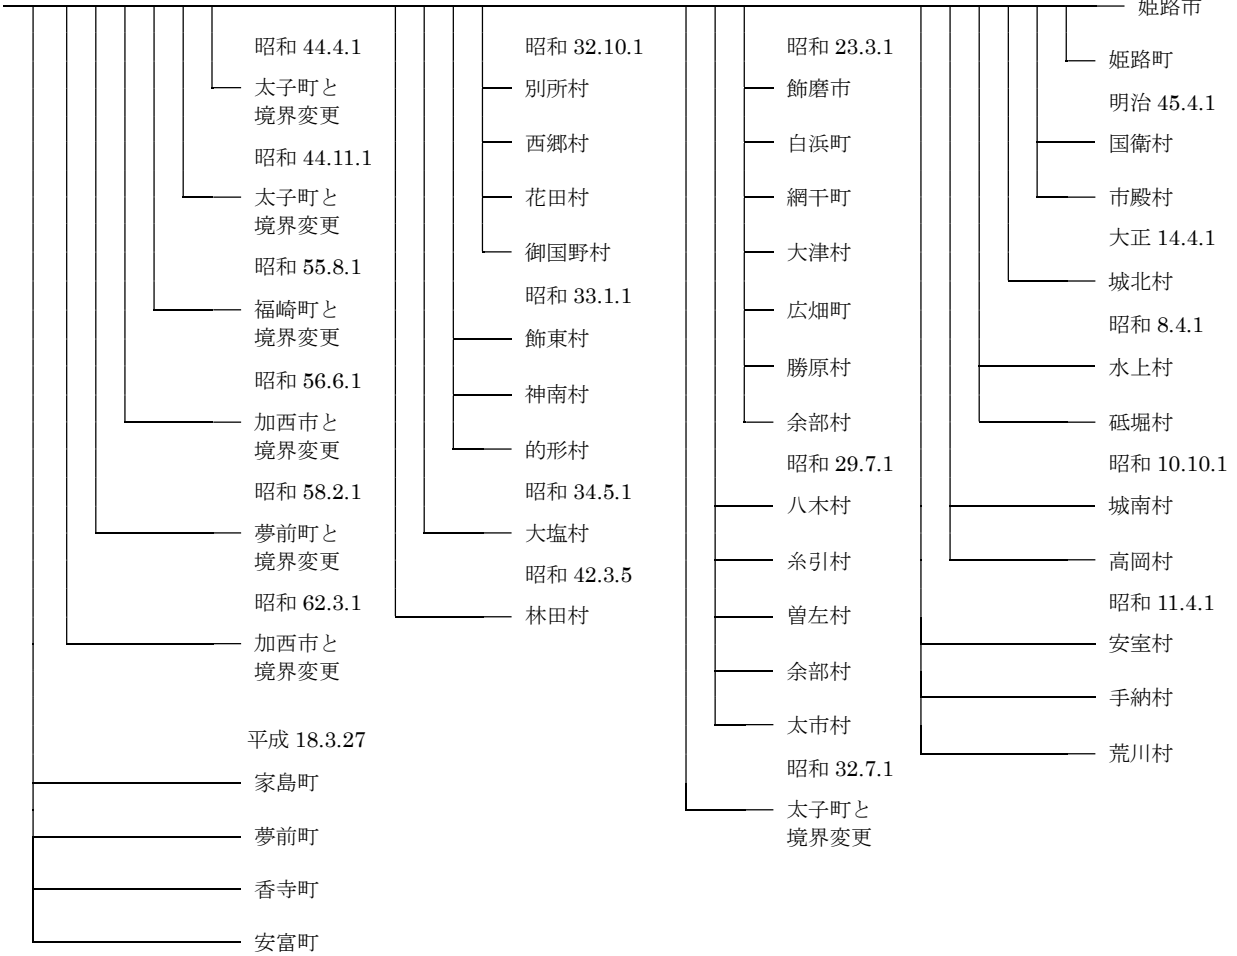 姫路市
姫路町
明治 45.4.1
国衙村
市殿村
大正 14.4.1
城北村
昭和 8.4.1
水上村
砥堀村
昭和 10.10.1
城南村
高岡村
昭和 11.4.1
安室村
手納村
荒川村
昭和 23.3.1
飾磨市
白浜町
網干町
大津村
広畑町
勝原村
余部村
昭和 29.7.1
八木村
糸引村
曽左村
余部村
太市村
昭和 32.7.1
太子町と
境界変更
昭和 32.10.1
別所村
西郷村
花田村
御国野村
昭和 33.1.1
飾東村
神南村
的形村
昭和 34.5.1
大塩村
昭和 42.3.5
林田村
昭和 44.4.1
太子町と
境界変更
昭和 44.11.1
太子町と
境界変更
昭和 55.8.1
福崎町と
境界変更
昭和 56.6.1
加西市と
境界変更
昭和 58.2.1
夢前町と
境界変更
昭和 62.3.1
加西市と
境界変更
平成 18.3.27
家島町
夢前町
香寺町
安富町